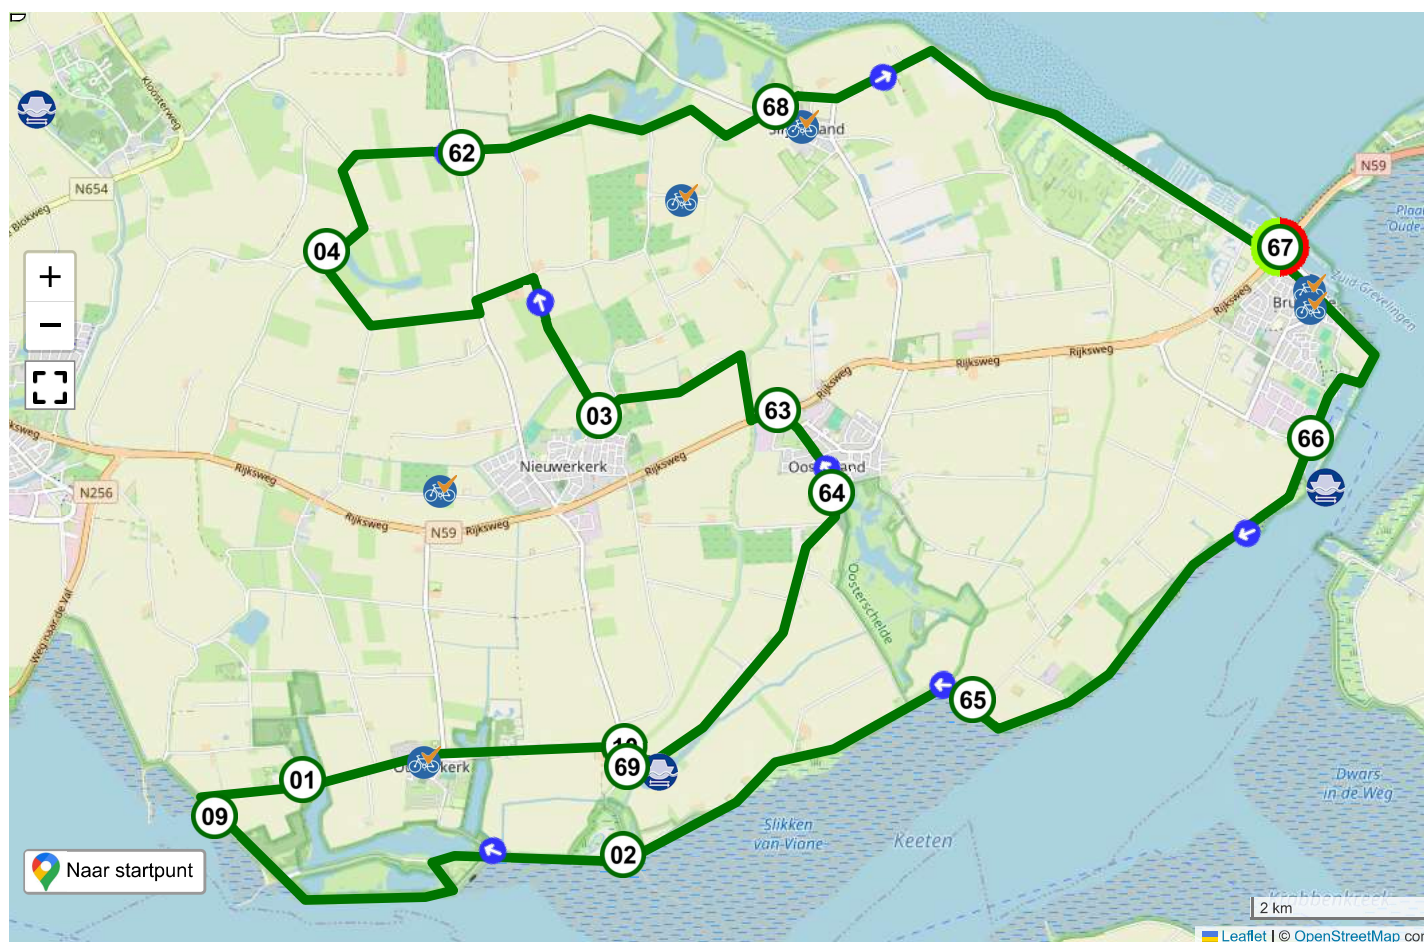 Kloosterweg
68
62
N59
N654
Blokweg
04
67
Zuid-Grevelingen
+
−
Rijksweg
Rijksweg
Rijksweg
Rijksweg
63
03
66
Nieuwerkerk
Rijksweg
Rijksweg
N256
64
Rijksweg
N59
Rijksweg
Oosterschelde
Weg naar de Val
65
69
01
Dwars
in de Weg
09
Slikken
van Viane
Keeten
02
Naar startpunt
Krabbenkreek
2 km
Leaflet | © OpenStreetMap